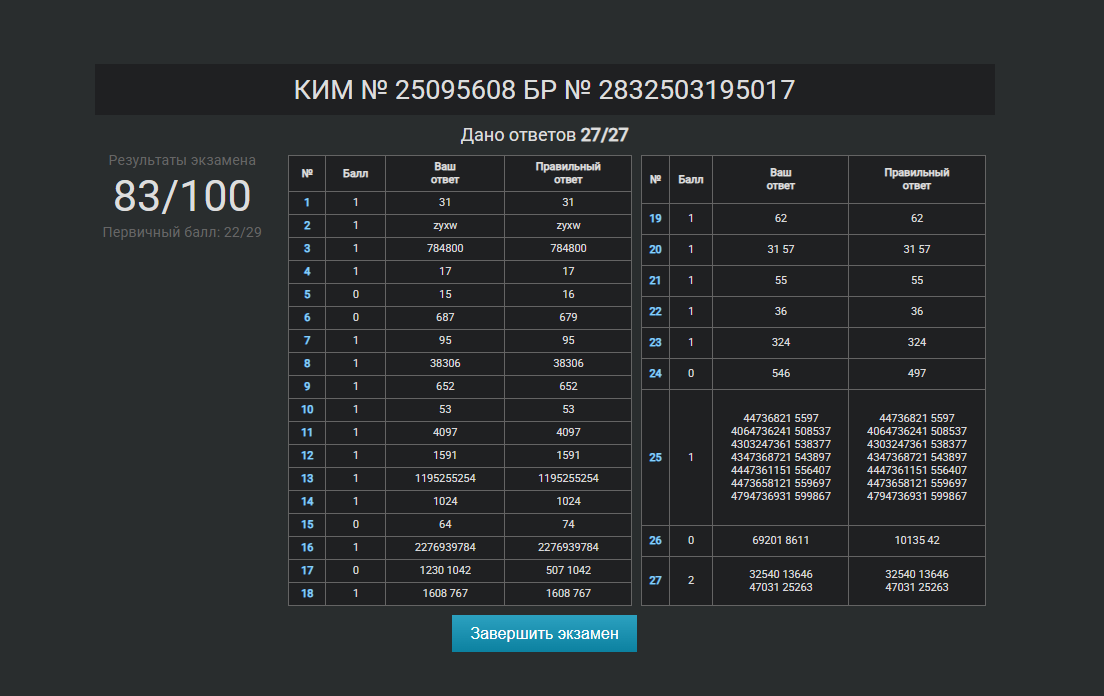 КИМ № 25095608 БР № 2832503195017
Дано ответов 27/27
Результаты экзамена
83/100
Первичный балл: 22/29
№ Балл Ваш ответ Правильный ответ
1 1 31 31
2 1 zyxw zyxw
3 1 784800 784800
4 1 17 17
5 0 15 16
6 0 687 679
7 1 95 95
8 1 38306 38306
9 1 652 652
10 1 53 53
11 1 4097 4097
12 1 1591 1591
13 1 1195255254 1195255254
14 1 1024 1024
15 0 64 74
16 1 2276939784 2276939784
17 0 1230 1042 507 1042
18 1 1608 767 1608 767
№ Балл Ваш ответ Правильный ответ
19 1 62 62
20 1 31 57 31 57
21 1 55 55
22 1 36 36
23 1 324 324
24 0 546 497
44736821 5597 44736821 5597
4064736241 508537 4064736241 508537
4303247361 538377 4303247361 538377
25 1 4347368721 543897 4347368721 543897
4447361151 556407 4447361151 556407
4473658121 559697 4473658121 559697
4794736931 599867 4794736931 599867
26 0 69201 8611 10135 42
27 2 32540 13646 32540 13646
47031 25263 47031 25263
Завершить экзамен